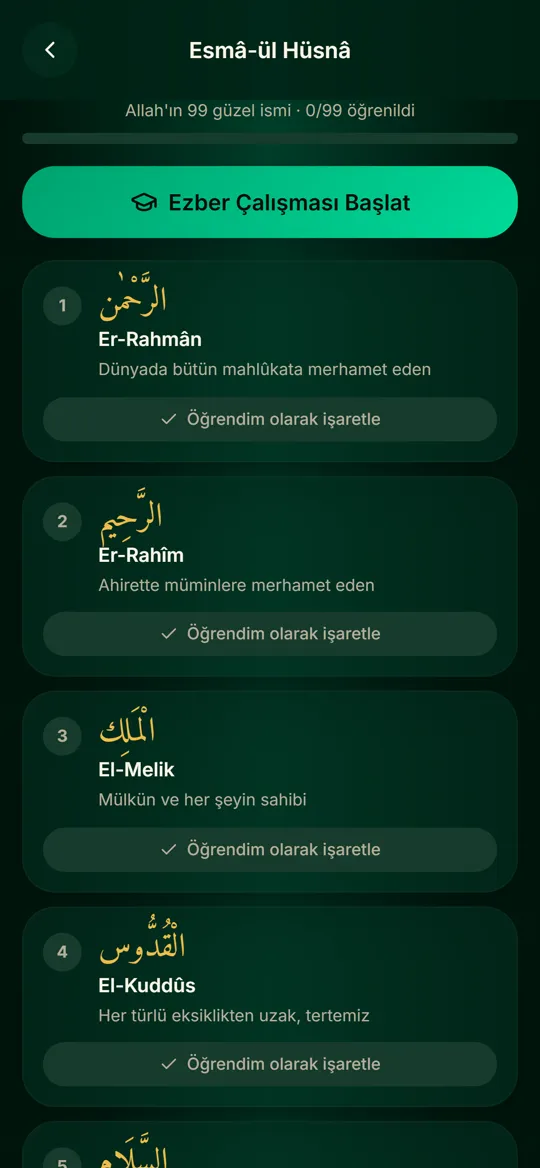 Esmâ-ül Hüsnâ
Allah'ın 99 güzel ismi · 0/99 öğrenildi
Ezber Çalışması Başlat
1
الرَّحْمٰن
Er-Rahmân
Dünyada bütün mahlûkata merhamet eden
Öğrendim olarak işaretle
2
الرَّحِيم
Er-Rahîm
Ahirette müminlere merhamet eden
Öğrendim olarak işaretle
3
الْمَلِك
El-Melik
Mülkün ve her şeyin sahibi
Öğrendim olarak işaretle
4
الْقُدُّوس
El-Kuddûs
Her türlü eksiklikten uzak, tertemiz
Öğrendim olarak işaretle
5
السَّلَام